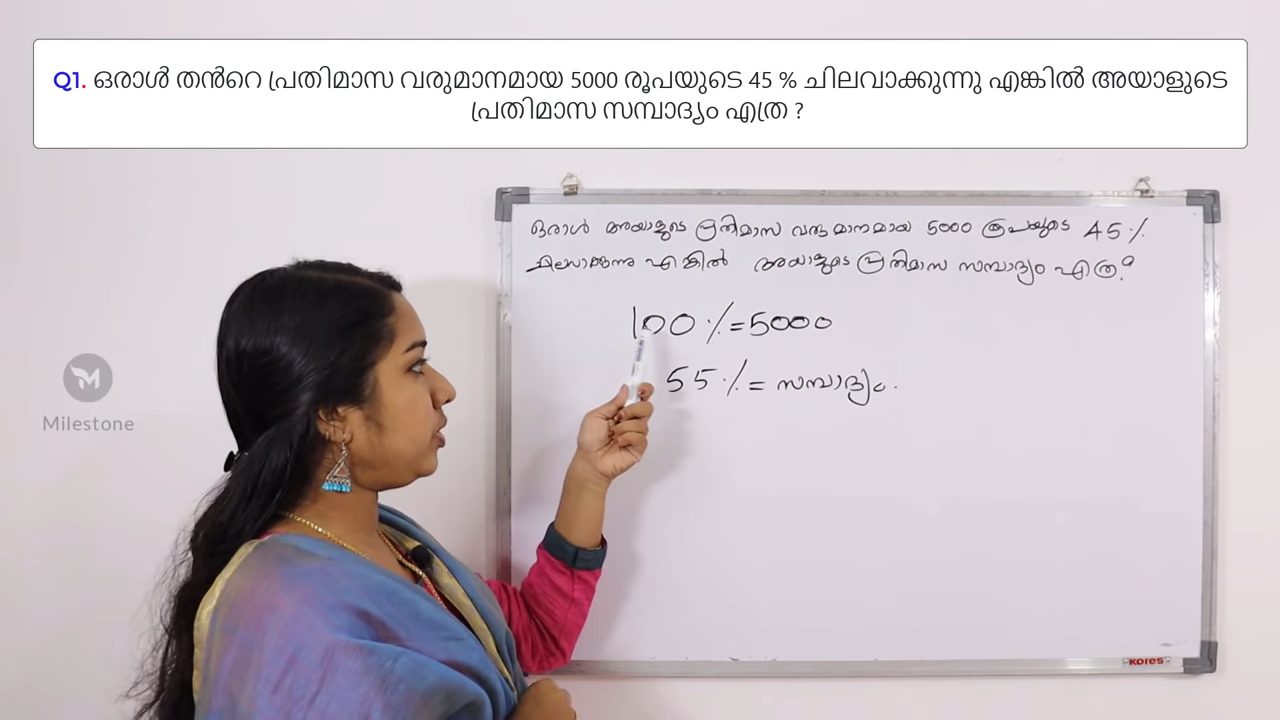 Q1. ഒരാൾ തൻറെ പ്രതിമാസ വരുമാനമായ 5000 രൂപയുടെ 45 % ചിലവാക്കുന്നു എങ്കിൽ അയാളുടെ
പ്രതിമാസ സമ്പാദ്യം എത്ര ?
ഒരാൾ അയാളുടെ പ്രതിമാസ വരുമാനമായ 5000 രൂപയുടെ 45%
ചിലവാക്കുന്നു എങ്കിൽ അയാളുടെ പ്രതിമാസ സമ്പാദ്യം എത്ര?
100% = 5000
55% = സമ്പാദ്യം.
Milestone
KORES